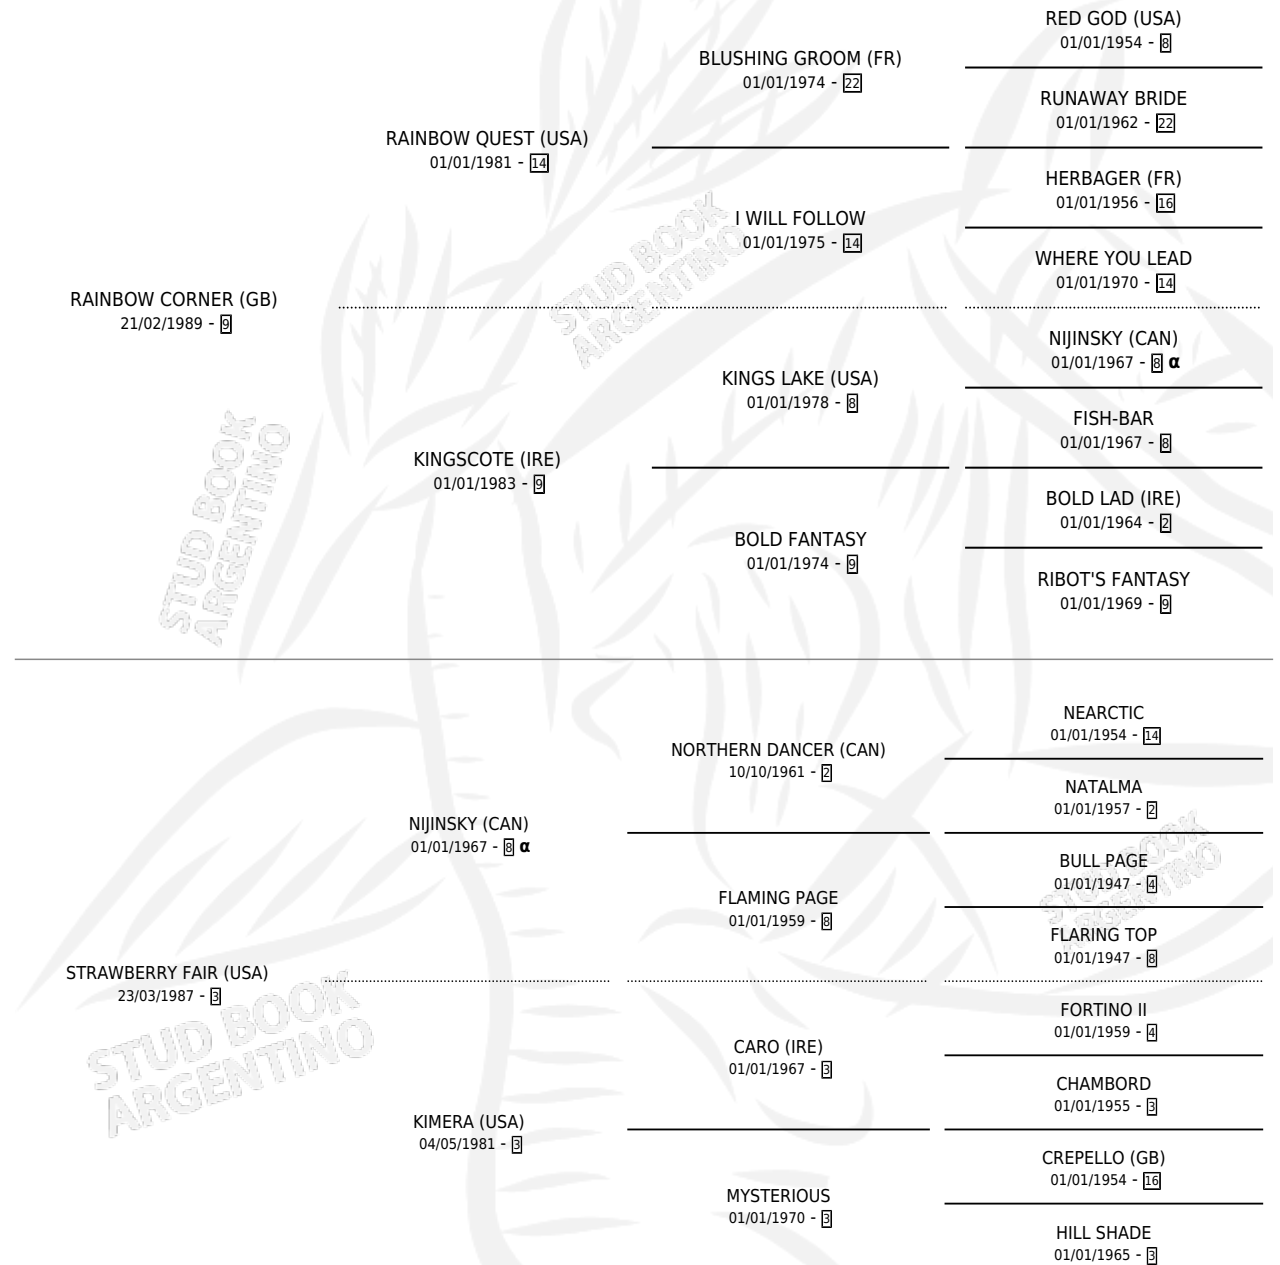 RED GOD (USA)
01/01/1954 - 8
BLUSHING GROOM (FR)
01/01/1974 - 22
RUNAWAY BRIDE
01/01/1962 - 22
RAINBOW QUEST (USA)
01/01/1981 - 14
HERBAGER (FR)
01/01/1956 - 16
I WILL FOLLOW
01/01/1975 - 14
WHERE YOU LEAD
01/01/1970 - 14
RAINBOW CORNER (GB)
21/02/1989 - 9
NIJINSKY (CAN)
01/01/1967 - 8 α
KINGS LAKE (USA)
01/01/1978 - 8
FISH-BAR
01/01/1967 - 8
KINGSCOTE (IRE)
01/01/1983 - 9
BOLD LAD (IRE)
01/01/1964 - 2
BOLD FANTASY
01/01/1974 - 9
RIBOT'S FANTASY
01/01/1969 - 9
NEARCTIC
01/01/1954 - 14
NORTHERN DANCER (CAN)
10/10/1961 - 2
NATALMA
01/01/1957 - 2
NIJINSKY (CAN)
01/01/1967 - 8 α
BULL PAGE
01/01/1947 - 4
FLAMING PAGE
01/01/1959 - 8
FLARING TOP
01/01/1947 - 8
STRAWBERRY FAIR (USA)
23/03/1987 - 3
FORTINO II
01/01/1959 - 4
CARO (IRE)
01/01/1967 - 3
CHAMBORD
01/01/1955 - 3
KIMERA (USA)
04/05/1981 - 3
CREPELLO (GB)
01/01/1954 - 16
MYSTERIOUS
01/01/1970 - 3
HILL SHADE
01/01/1965 - 3
STUD BOOK
ARGENTINO
STUD BOOK
ARGENTINO
STUD BOOK
ARGENTINO
STUD BOOK
ARGENTINO